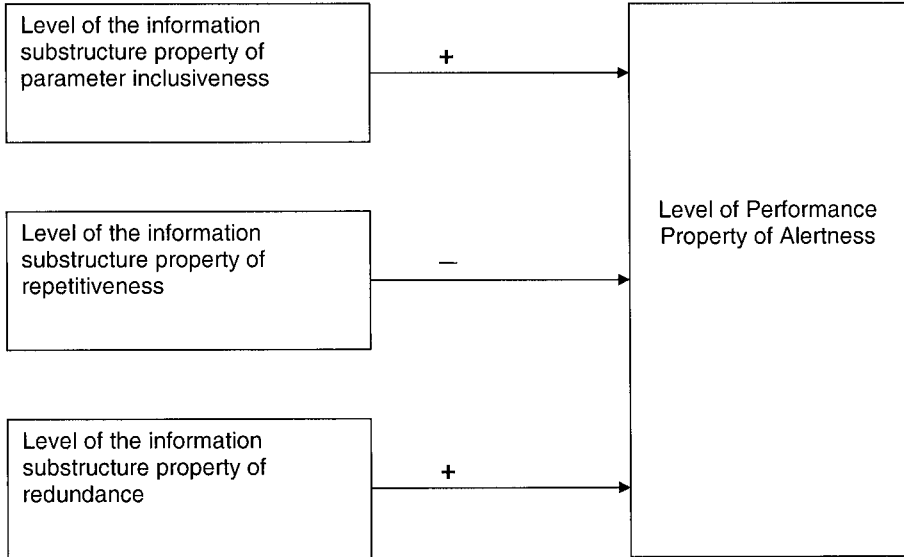 Level of the information
substructure property of
parameter inclusiveness
+
Level of the information
substructure property of
repetitiveness
–
Level of Performance
Property of Alertness
Level of the information
substructure property of
redundance
+